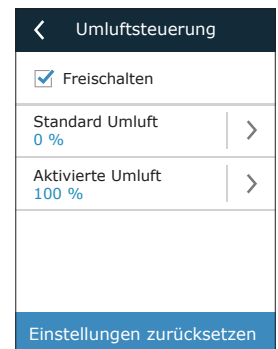 Umluftsteuerung
Freischalten
Standard Umluft
0 %
Aktivierte Umluft
100 %
Einstellungen zurücksetzen